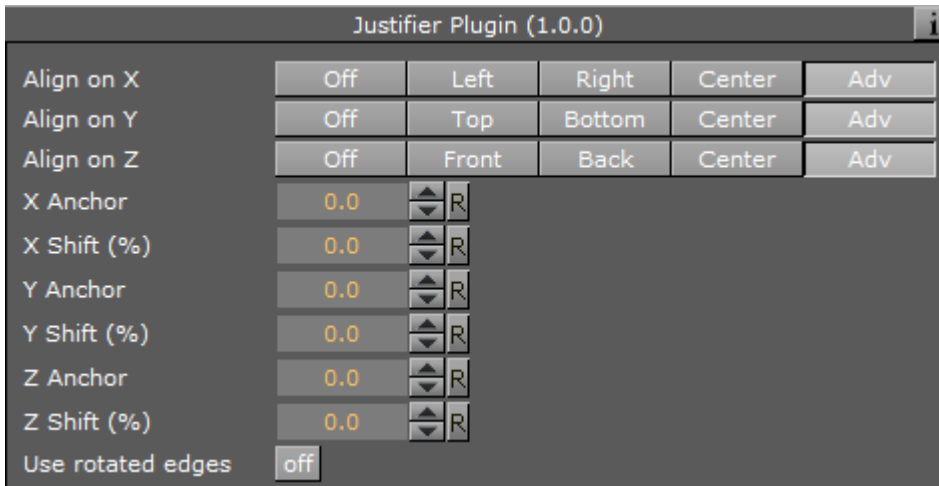 Justifier Plugin (1.0.0) i
Align on X Off Left Right Center Adv
Align on Y Off Top Bottom Center Adv
Align on Z Off Front Back Center Adv
X Anchor 0.0 R
X Shift (%) 0.0 R
Y Anchor 0.0 R
Y Shift (%) 0.0 R
Z Anchor 0.0 R
Z Shift (%) 0.0 R
Use rotated edges off